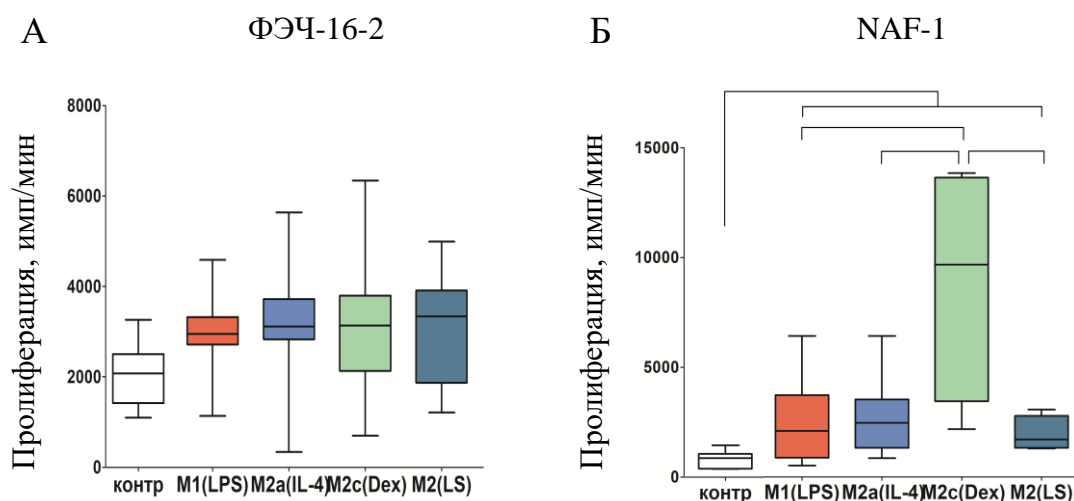 А
ФЭЧ-16-2
Пролиферация, имп/мин
8000
6000
4000
2000
0
контр M1(LPS) M2a(IL-4) M2c(Dex) M2(LS)
Б
NAF-1
Пролиферация, имп/мин
15000
10000
5000
0
контр M1(LPS) M2a(IL-4) M2c(Dex) M2(LS)